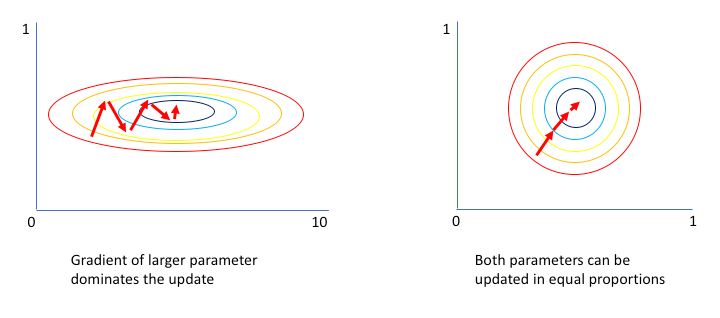 1
0
10
Gradient of larger parameter
dominates the update
1
0
1
Both parameters can be
updated in equal proportions